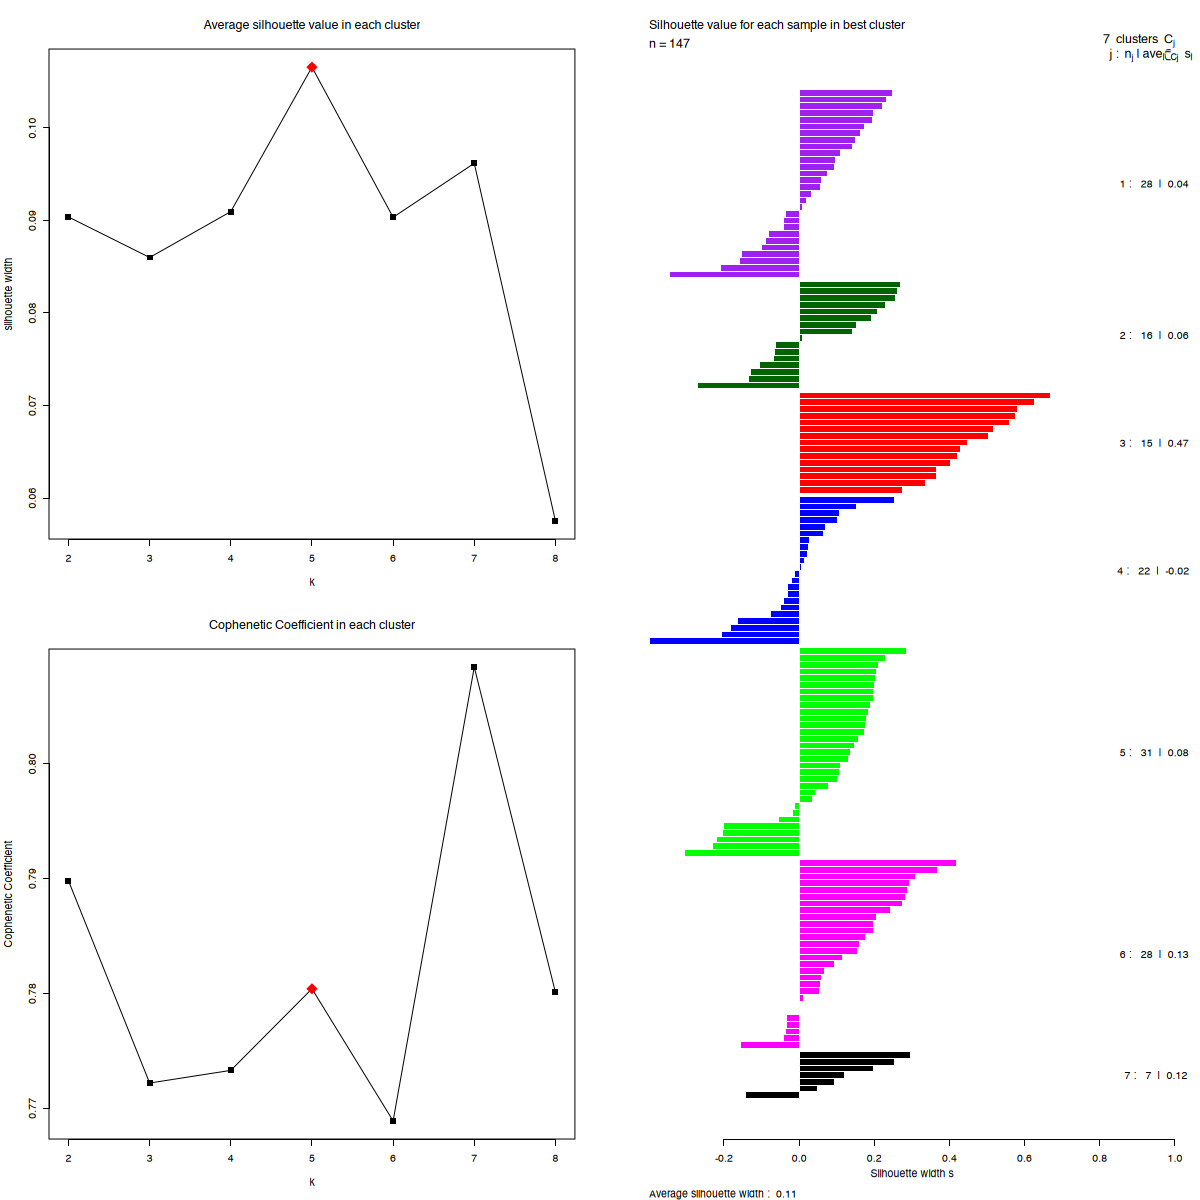 Average silhouette value in each cluster
silhouette width
0.10
0.09
0.08
0.07
0.06
2 3 4 5 6 7 8
k
Cophenetic Coefficient in each cluster
Cophenetic Coefficient
0.80
0.79
0.78
0.77
2 3 4 5 6 7 8
k
Silhouette value for each sample in best cluster
n = 147
7 clusters Cj
j : nj | avei∈Cj si
1 : 28 | 0.04
2 : 16 | 0.06
3 : 15 | 0.47
4 : 22 | -0.02
5 : 31 | 0.08
6 : 28 | 0.13
7 : 7 | 0.12
-0.2 0.0 0.2 0.4 0.6 0.8 1.0
Silhouette width s
Average silhouette width : 0.11